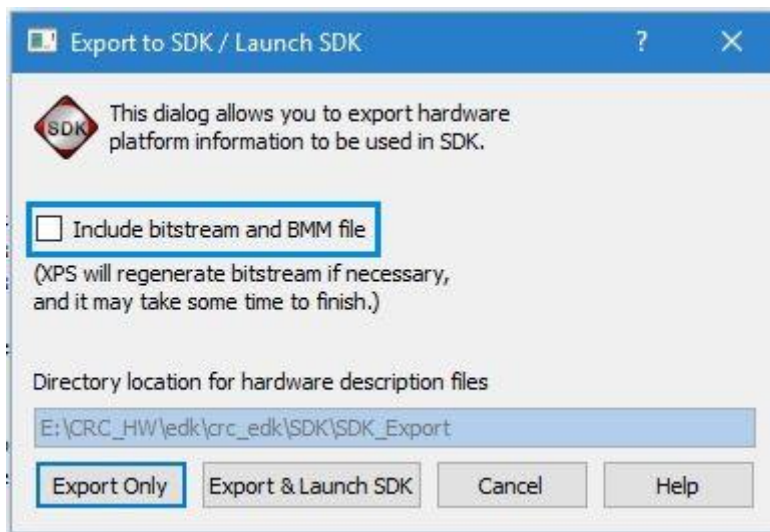 Export to SDK / Launch SDK ?
SDK
This dialog allows you to export hardware
platform information to be used in SDK.
Include bitstream and BMM file
(XPS will regenerate bitstream if necessary,
and it may take some time to finish.)
Directory location for hardware description files
E:\CRC_HW\edk\crc_edk\SDK\SDK_Export
Export Only Export & Launch SDK Cancel Help